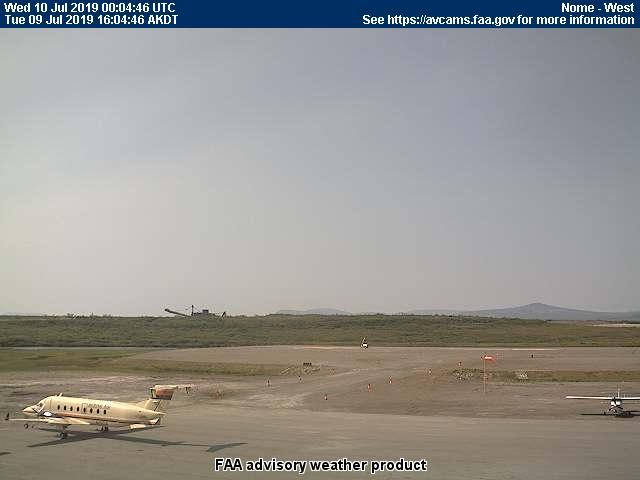 Wed 10 Jul 2019 00:04:46 UTC
Nome - West
Tue 09 Jul 2019 16:04:46 AKDT
See https://avcams.faa.gov for more information
FAA advisory weather product